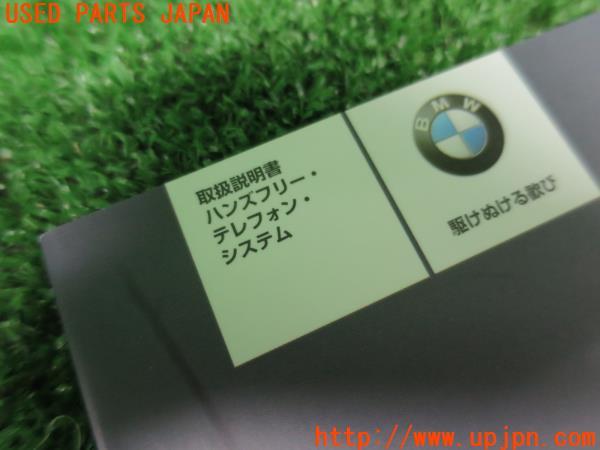 USED PARTS JAPAN
取扱説明書
ハンズフリー・
テレフォン・
システム
BMW
駆けぬける歓び
http://www.upjpn.com/